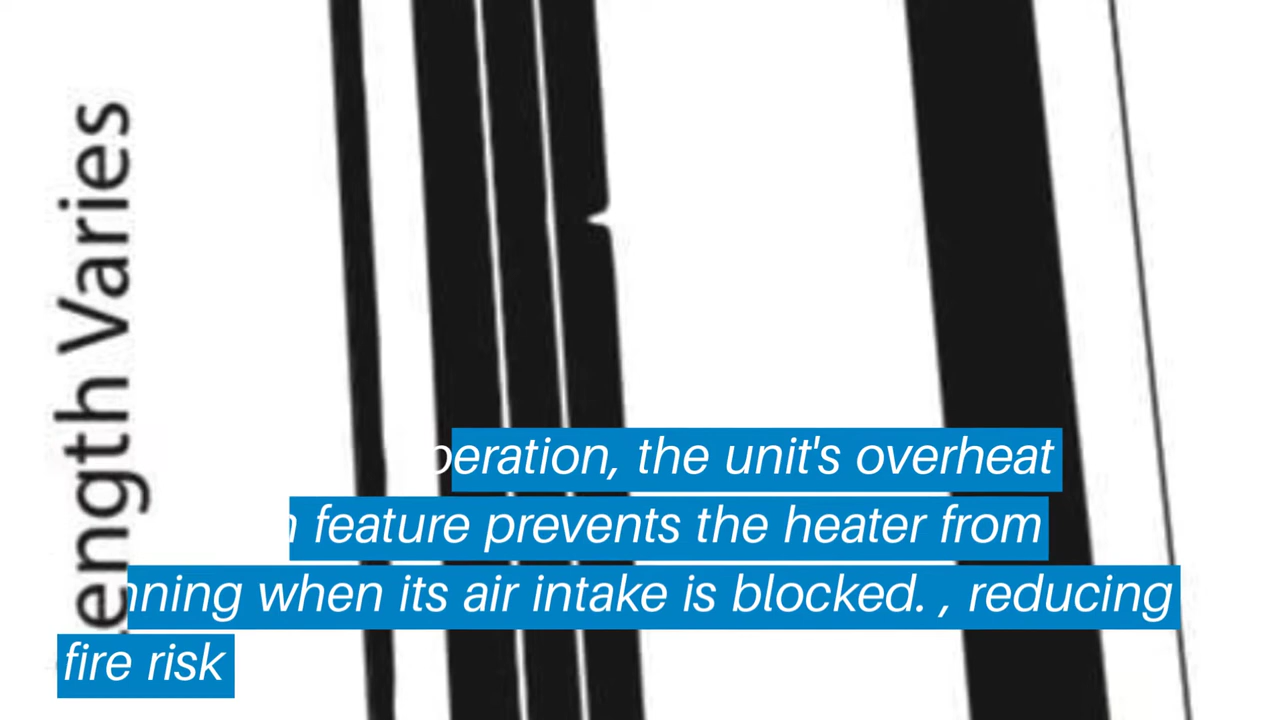 ength Varies
peration, the unit's overheat
feature prevents the heater from
nning when its air intake is blocked. , reducing
fire risk